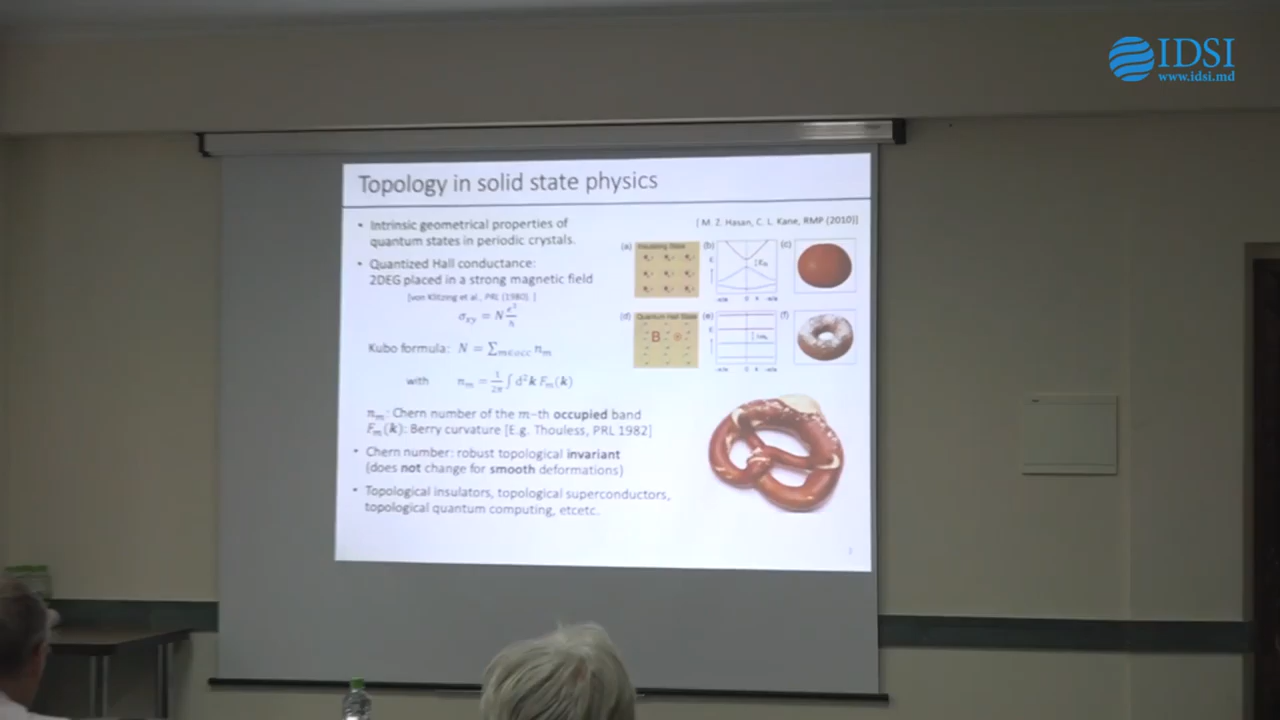 IDSI
www.idsi.md
Topology in solid state physics
• Intrinsic geometrical properties of
quantum states in periodic crystals.
[ M. Z. Hasan, C. L. Kane, RMP (2010)]
• Quantized Hall conductance:
2DEG placed in a strong magnetic field
[von Klitzing et al., PRL (1980). ]
σxy = N e²/h
Kubo formula: N = ∑m∈occ nm
with nm = 1/2π ∫ d²k Fm(k)
nm: Chern number of the m-th occupied band
Fm(k): Berry curvature [E.g. Thouless, PRL 1982]
• Chern number: robust topological invariant
(does not change for smooth deformations)
• Topological insulators, topological superconductors,
topological quantum computing, etcetc.
(a) Insulating State (b) (c)
(d) Quantum Hall State (e) (f)
B